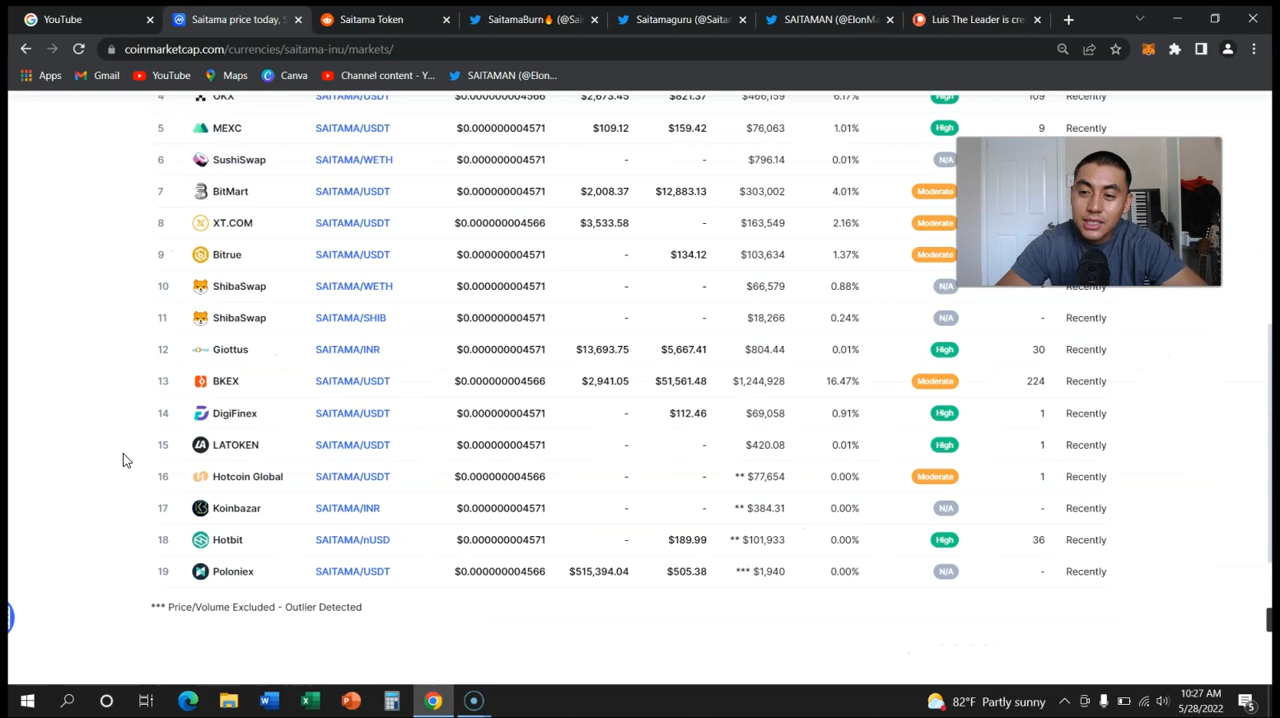 YouTube
Saitama price today, S
Saitama Token
SaitamaBurn🔥 (@Sai
Saitamaguru (@Saitar
SAITAMAN (@ElonMa
Luis The Leader is cre
coinmarketcap.com/currencies/saitama-inu/markets/
Apps Gmail YouTube Maps Canva Channel content - Y... SAITAMAN (@Elon...
4 OKX SAITAMA/USDT $0.000000004566 $2,673.45 $821.37 $466,159 6.17% High 109 Recently
5 MEXC SAITAMA/USDT $0.000000004571 $109.12 $159.42 $76,063 1.01% High 9 Recently
6 SushiSwap SAITAMA/WETH $0.000000004571 - - $796.14 0.01% N/A
7 BitMart SAITAMA/USDT $0.000000004571 $2,008.37 $12,883.13 $303,002 4.01% Moderate
8 XT.COM SAITAMA/USDT $0.000000004566 $3,533.58 - $163,549 2.16% Moderate
9 Bitrue SAITAMA/USDT $0.000000004571 - $134.12 $103,634 1.37% Moderate
10 ShibaSwap SAITAMA/WETH $0.000000004571 - - $66,579 0.88% N/A - Recently
11 ShibaSwap SAITAMA/SHIB $0.000000004571 - - $18,266 0.24% N/A - Recently
12 Giottus SAITAMA/INR $0.000000004571 $13,693.75 $5,667.41 $804.44 0.01% High 30 Recently
13 BKEX SAITAMA/USDT $0.000000004566 $2,941.05 $51,561.48 $1,244,928 16.47% Moderate 224 Recently
14 DigiFinex SAITAMA/USDT $0.000000004571 - $112.46 $69,058 0.91% High 1 Recently
15 LATOKEN SAITAMA/USDT $0.000000004571 - - $420.08 0.01% High 1 Recently
16 Hotcoin Global SAITAMA/USDT $0.000000004566 - - ** $77,654 0.00% Moderate 1 Recently
17 Koinbazar SAITAMA/INR $0.000000004571 - - ** $384.31 0.00% N/A - Recently
18 Hotbit SAITAMA/nUSD $0.000000004571 - $189.99 ** $101,933 0.00% High 36 Recently
19 Poloniex SAITAMA/USDT $0.000000004566 $515,394.04 $505.38 *** $1,940 0.00% N/A - Recently
*** Price/Volume Excluded - Outlier Detected
82°F Partly sunny
10:27 AM
5/28/2022
5